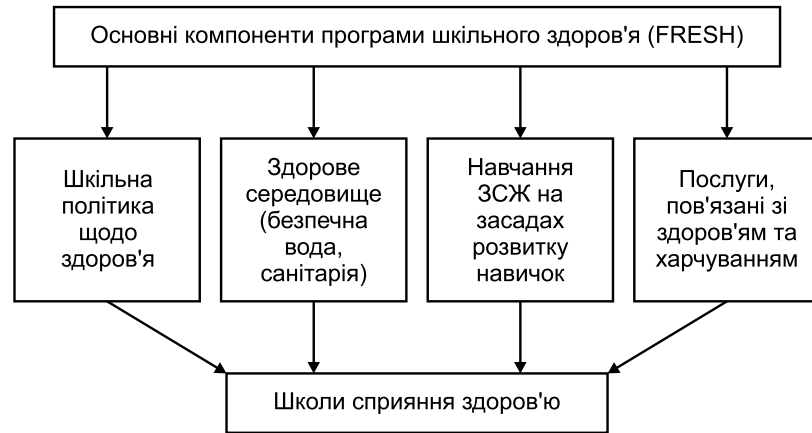 Основні компоненти програми шкільного здоров'я (FRESH)
Шкільна
політика
щодо
здоров'я
Здорове
середовище
(безпечна
вода,
санітарія)
Навчання
ЗСЖ на
засадах
розвитку
навичок
Послуги,
пов'язані зі
здоров'ям та
харчуванням
Школи сприяння здоров'ю